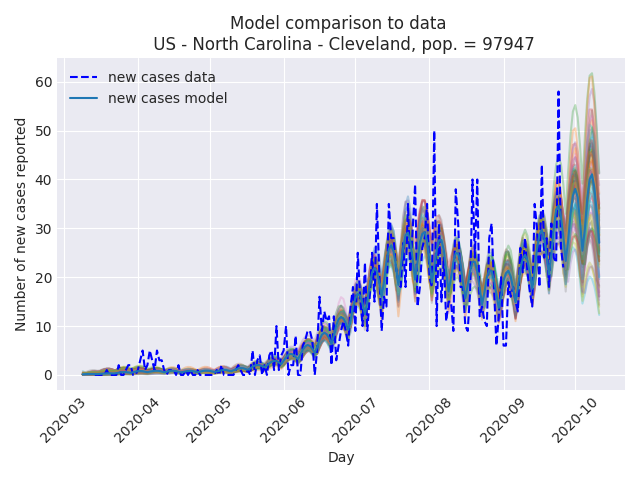 Model comparison to data
US - North Carolina - Cleveland, pop. = 97947
new cases data
new cases model
Number of new cases reported
60
50
40
30
20
10
0
2020-03
2020-04
2020-05
2020-06
2020-07
2020-08
2020-09
2020-10
Day